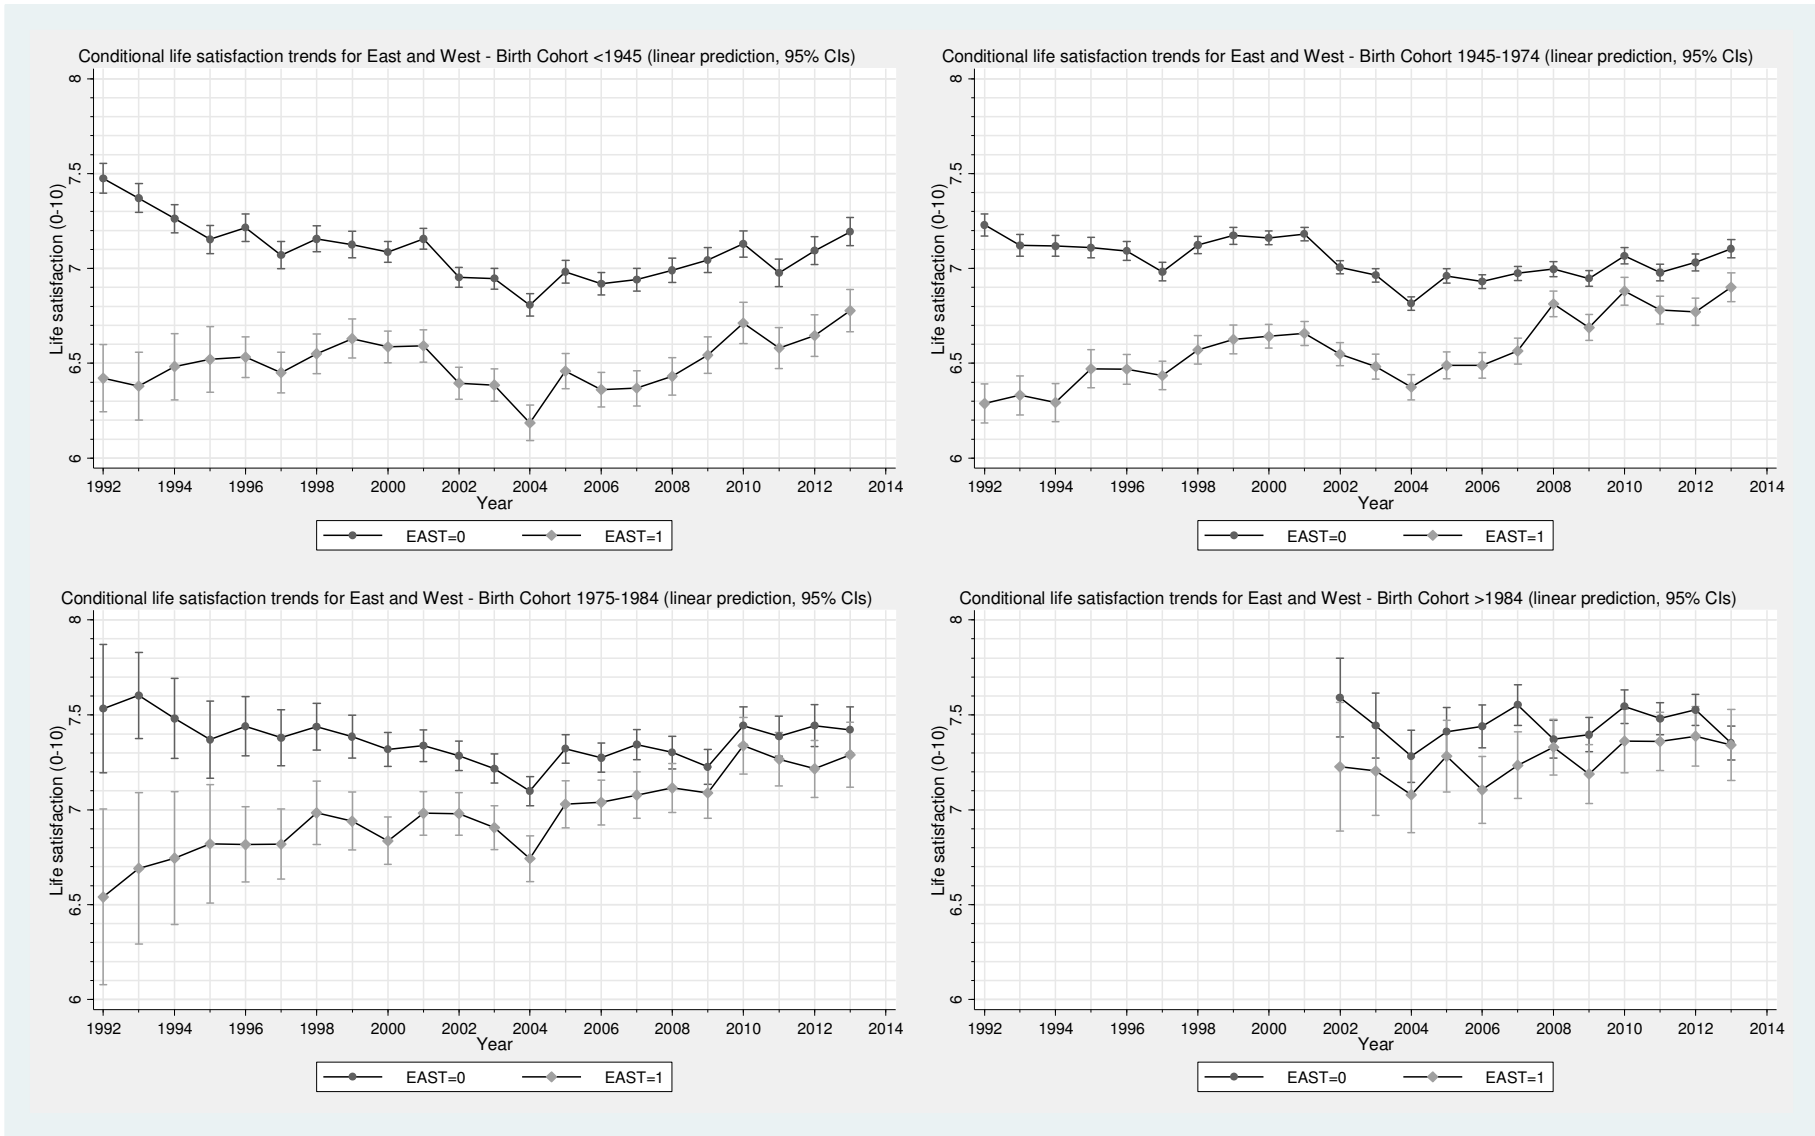 Conditional life satisfaction trends for East and West - Birth Cohort <1945 (linear prediction, 95% CIs)
Life satisfaction (0-10)
8
7.5
7
6.5
6
1992 1994 1996 1998 2000 2002 2004 2006 2008 2010 2012 2014
Year
EAST=0 EAST=1
Conditional life satisfaction trends for East and West - Birth Cohort 1945-1974 (linear prediction, 95% CIs)
Life satisfaction (0-10)
8
7.5
7
6.5
6
1992 1994 1996 1998 2000 2002 2004 2006 2008 2010 2012 2014
Year
EAST=0 EAST=1
Conditional life satisfaction trends for East and West - Birth Cohort 1975-1984 (linear prediction, 95% CIs)
Life satisfaction (0-10)
8
7.5
7
6.5
6
1992 1994 1996 1998 2000 2002 2004 2006 2008 2010 2012 2014
Year
EAST=0 EAST=1
Conditional life satisfaction trends for East and West - Birth Cohort >1984 (linear prediction, 95% CIs)
Life satisfaction (0-10)
8
7.5
7
6.5
6
1992 1994 1996 1998 2000 2002 2004 2006 2008 2010 2012 2014
Year
EAST=0 EAST=1